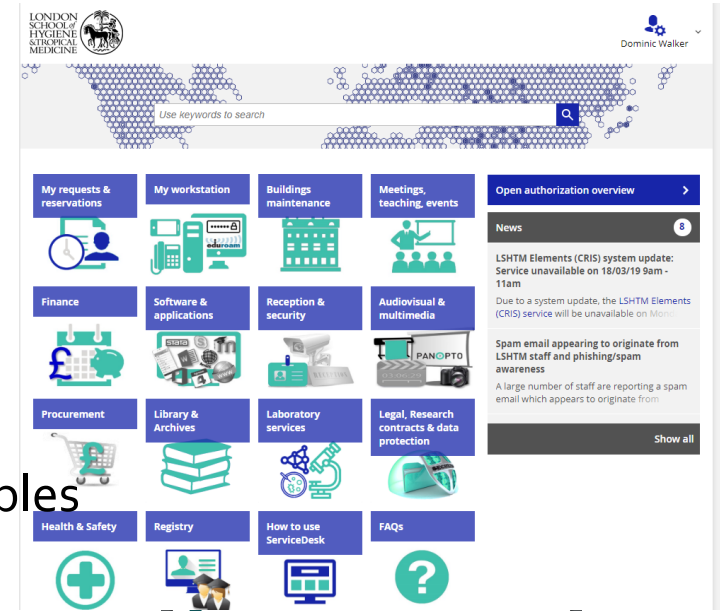 LONDON
SCHOOL of
HYGIENE
& TROPICAL
MEDICINE
Dominic Walker
Use keywords to search
My requests &
reservations
My workstation
Buildings
maintenance
Meetings,
teaching, events
Open authorization overview
News
8
eduroam
LSHTM Elements (CRIS) system update:
Service unavailable on 18/03/19 9am -
11am
Due to a system update, the LSHTM Elements
(CRIS) service will be unavailable on Mond
Finance
Software &
applications
Reception &
security
Audiovisual &
multimedia
£
stata
S
PANOPTO
Spam email appearing to originate from
LSHTM staff and phishing/spam
awareness
A large number of staff are reporting a spam
email which appears to originate from
Procurement
Library &
Archives
Laboratory
services
Legal, Research
contracts & data
protection
Show all
£
ples
Health & Safety
Registry
How to use
ServiceDesk
FAQs
?